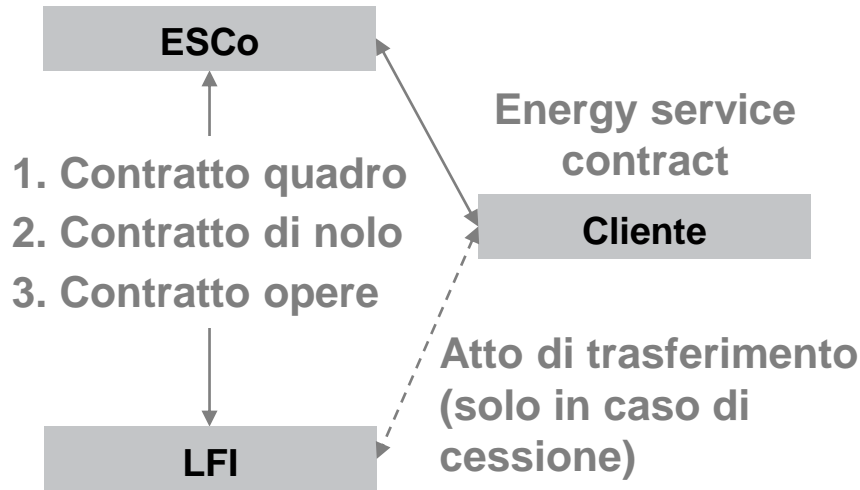 ESCo
Energy service
contract
1. Contratto quadro
2. Contratto di nolo
3. Contratto opere
Cliente
Atto di trasferimento
(solo in caso di
cessione)
LFI